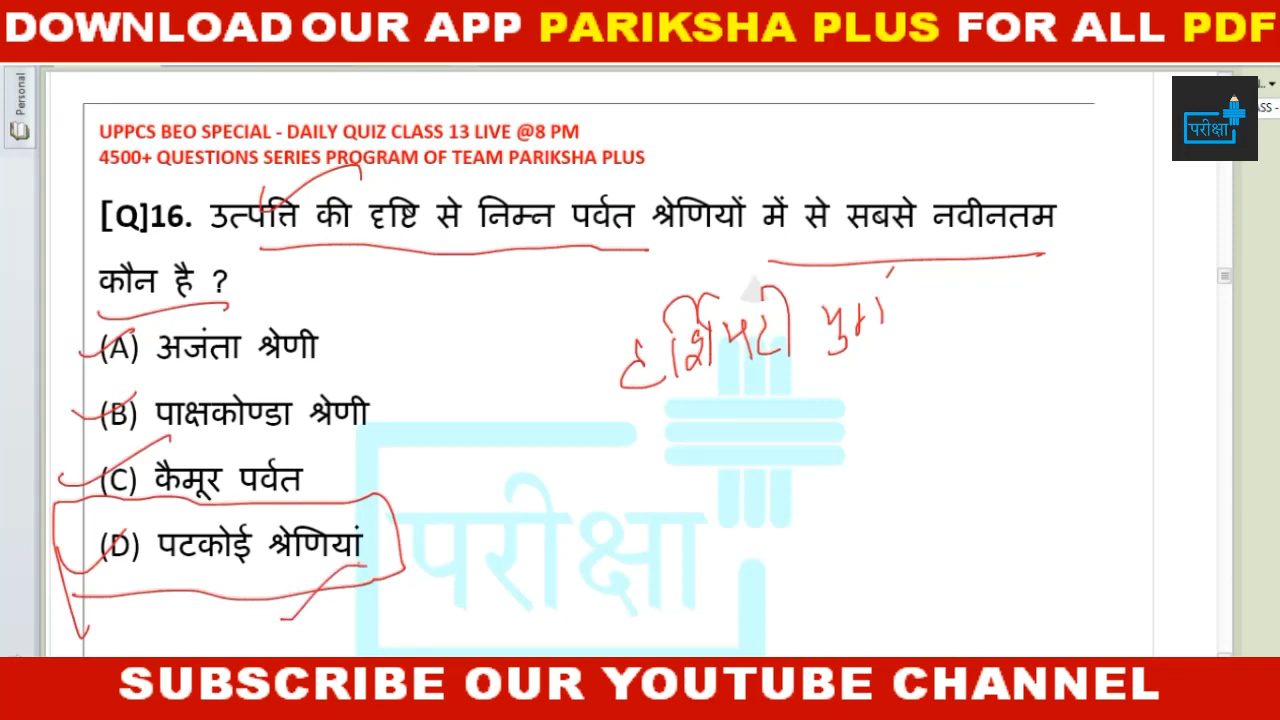 DOWNLOAD OUR APP PARIKSHA PLUS FOR ALL PDF
Personal
परीक्षा
UPPCS BEO SPECIAL - DAILY QUIZ CLASS 13 LIVE @8 PM
4500+ QUESTIONS SERIES PROGRAM OF TEAM PARIKSHA PLUS
[Q]16. उत्पत्ति की दृष्टि से निम्न पर्वत श्रेणियों में से सबसे नवीनतम
कौन है ?
(A) अजंता श्रेणी
(B) पाक्षकोण्डा श्रेणी
(C) कैमूर पर्वत
(D) पटकोई श्रेणियां
परीक्षा
SUBSCRIBE OUR YOUTUBE CHANNEL